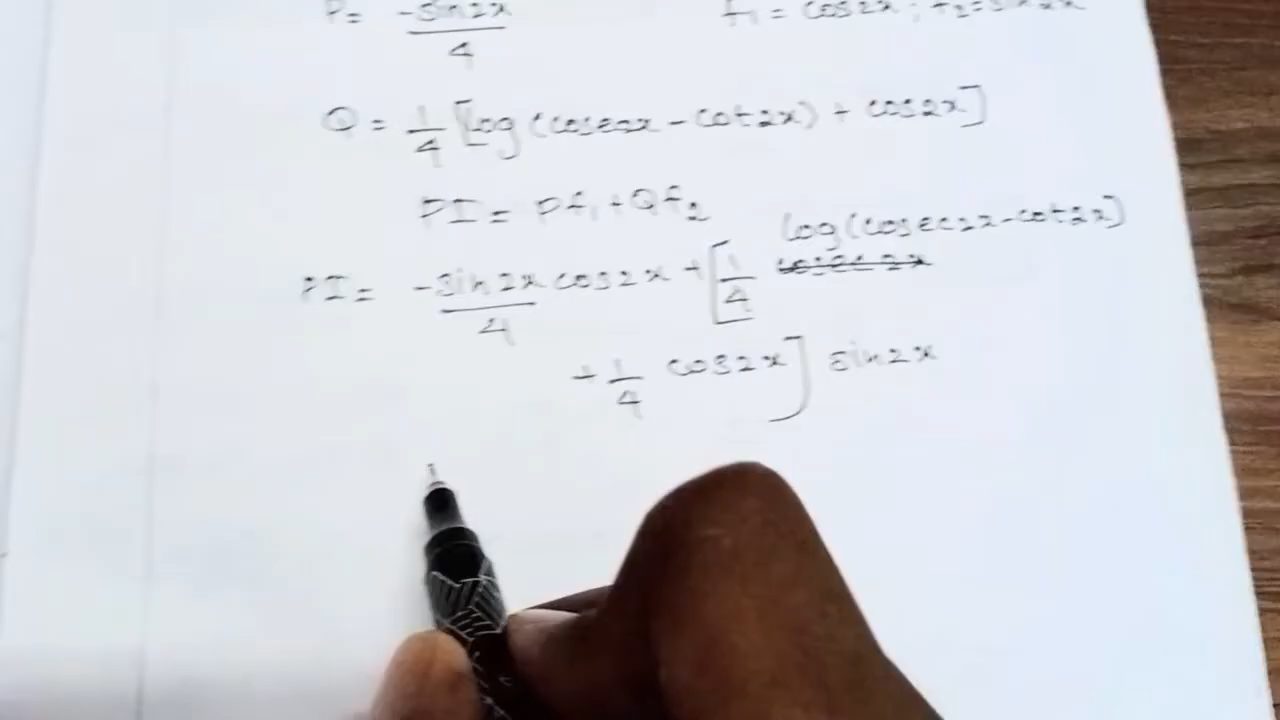 P = -sin2x/4 f₁ = cos2x ; f₂ = sin2x
Q = 1/4 [log (cosec2x - cot2x) + cos2x]
PI = Pf₁ + Qf₂
log(cosec2x - cot2x)
PI = -sin2x/4 cos2x + [1/4 cosec2x
+ 1/4 cos2x] sin2x